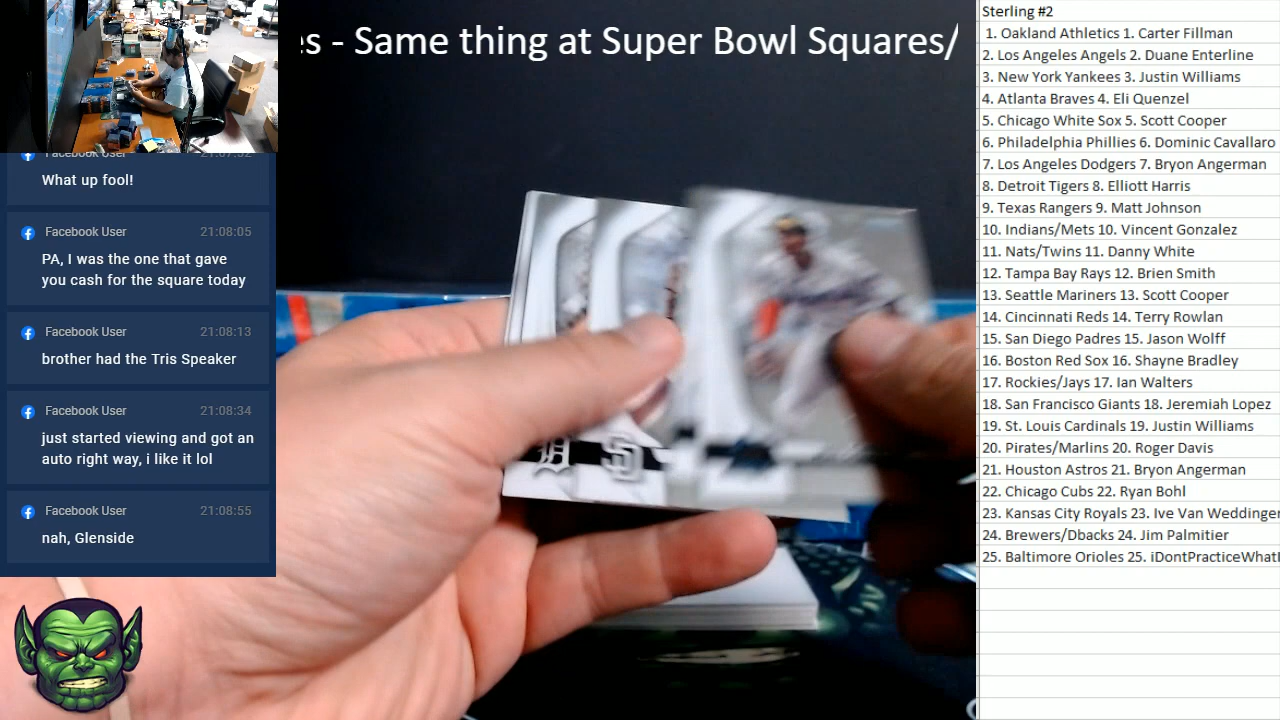 es - Same thing at Super Bowl Squares/
Facebook User
What up fool!
Facebook User 21:08:05
PA, I was the one that gave
you cash for the square today
Facebook User 21:08:13
brother had the Tris Speaker
Facebook User 21:08:34
just started viewing and got an
auto right way, i like it lol
Facebook User 21:08:55
nah, Glenside
D SD
Sterling #2
1. Oakland Athletics 1. Carter Fillman
2. Los Angeles Angels 2. Duane Enterline
3. New York Yankees 3. Justin Williams
4. Atlanta Braves 4. Eli Quenzel
5. Chicago White Sox 5. Scott Cooper
6. Philadelphia Phillies 6. Dominic Cavallaro
7. Los Angeles Dodgers 7. Bryon Angerman
8. Detroit Tigers 8. Elliott Harris
9. Texas Rangers 9. Matt Johnson
10. Indians/Mets 10. Vincent Gonzalez
11. Nats/Twins 11. Danny White
12. Tampa Bay Rays 12. Brien Smith
13. Seattle Mariners 13. Scott Cooper
14. Cincinnati Reds 14. Terry Rowlan
15. San Diego Padres 15. Jason Wolff
16. Boston Red Sox 16. Shayne Bradley
17. Rockies/Jays 17. Ian Walters
18. San Francisco Giants 18. Jeremiah Lopez
19. St. Louis Cardinals 19. Justin Williams
20. Pirates/Marlins 20. Roger Davis
21. Houston Astros 21. Bryon Angerman
22. Chicago Cubs 22. Ryan Bohl
23. Kansas City Royals 23. Ive Van Weddingen
24. Brewers/Dbacks 24. Jim Palmitier
25. Baltimore Orioles 25. iDontPracticeWhatI